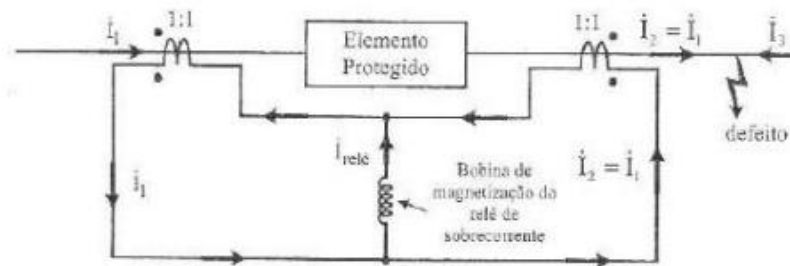 1:1
1:1
İ₁
Elemento
Protegido
İ₂ = İ₁
İ₃
defeito
İrelé
İ₁
Bobina de
magnetização do
relé de
sobrecorrente
İ₂ = İ₁